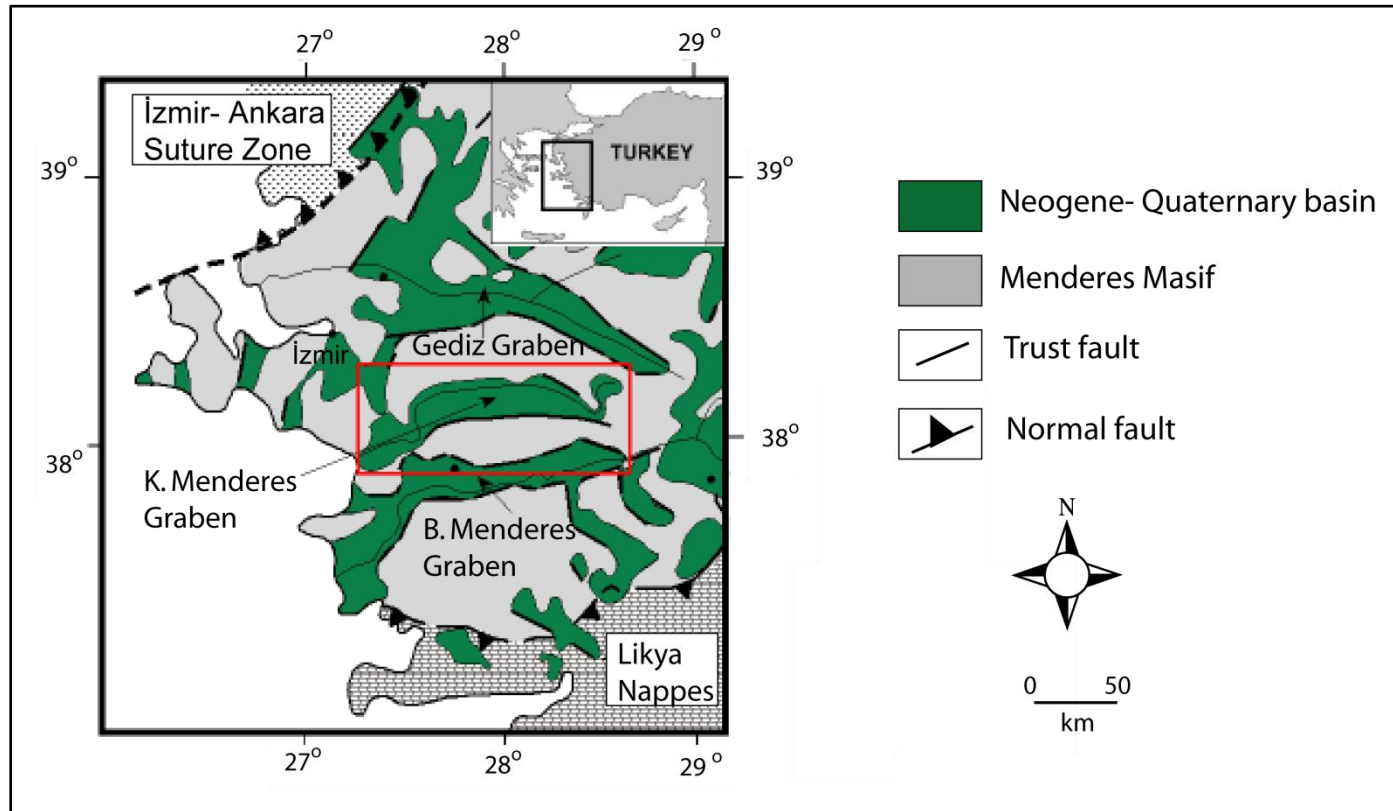 27°
28°
29°
İzmir- Ankara
Suture Zone
TURKEY
39°
39°
Neogene- Quaternary basin
Menderes Masif
İzmir
Gediz Graben
Trust fault
38°
38°
Normal fault
K. Menderes
Graben
B. Menderes
Graben
N
Likya
Nappes
0 50
km
27°
28°
29°